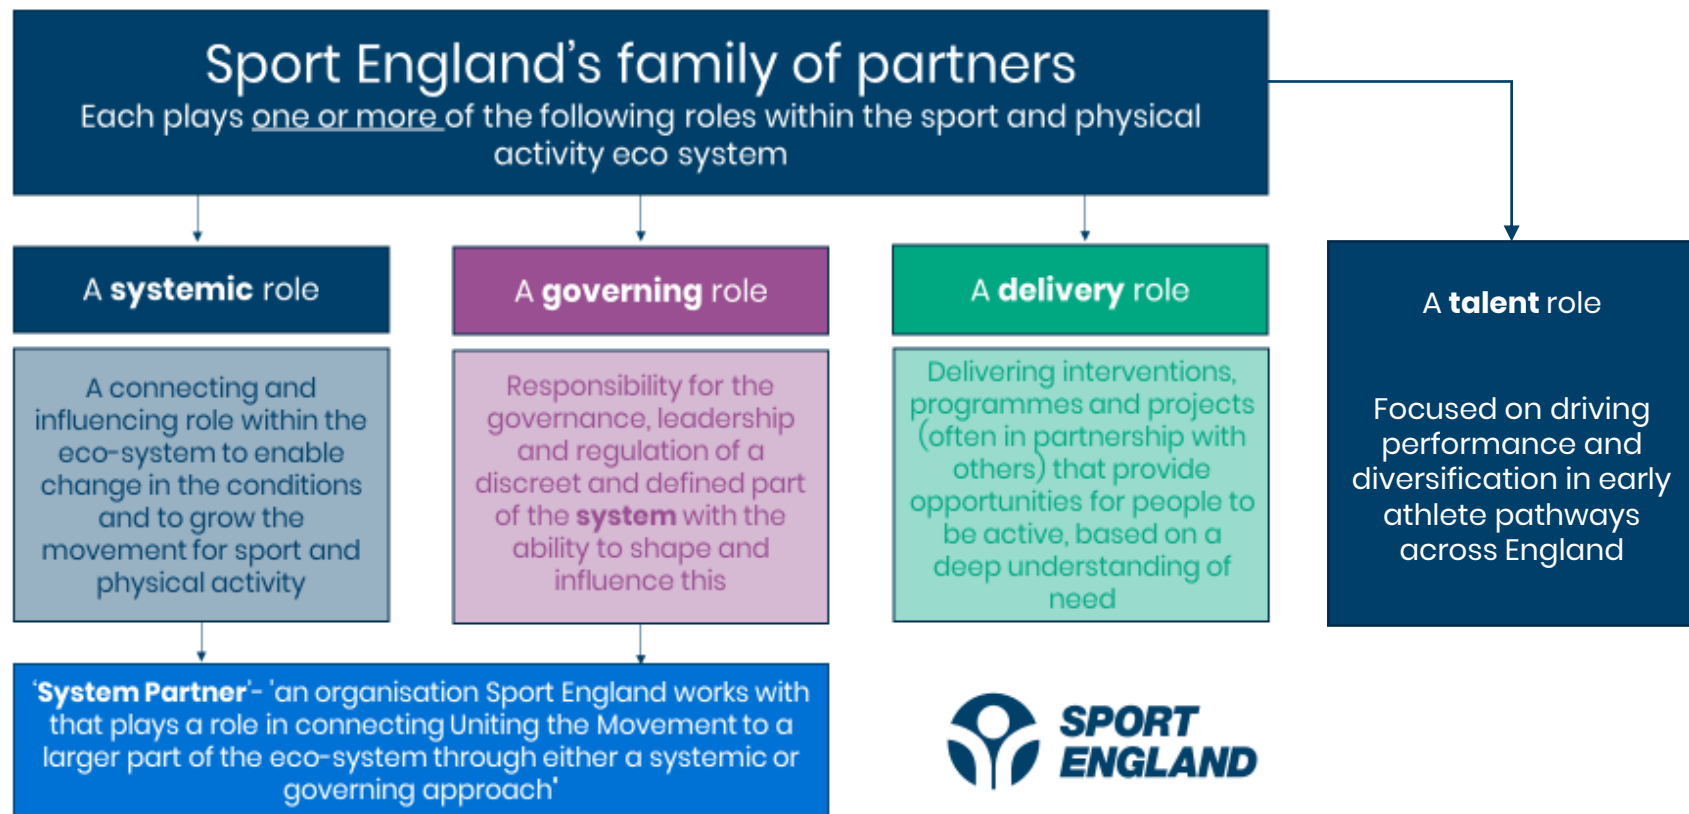 Sport England's family of partners
Each plays one or more of the following roles within the sport and physical
activity eco system
A systemic role
A connecting and
influencing role within the
eco-system to enable
change in the conditions
and to grow the
movement for sport and
physical activity
A governing role
Responsibility for the
governance, leadership
and regulation of a
discreet and defined part
of the system with the
ability to shape and
influence this
A delivery role
Delivering interventions,
programmes and projects
(often in partnership with
others) that provide
opportunities for people to
be active, based on a
deep understanding of
need
A talent role
Focused on driving
performance and
diversification in early
athlete pathways
across England
'System Partner'- 'an organisation Sport England works with
that plays a role in connecting Uniting the Movement to a
larger part of the eco-system through either a systemic or
governing approach'
SPORT
ENGLAND